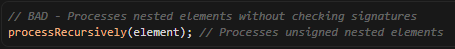 // BAD - Processes nested elements without checking signatures
processRecursively(element); // Processes unsigned nested elements